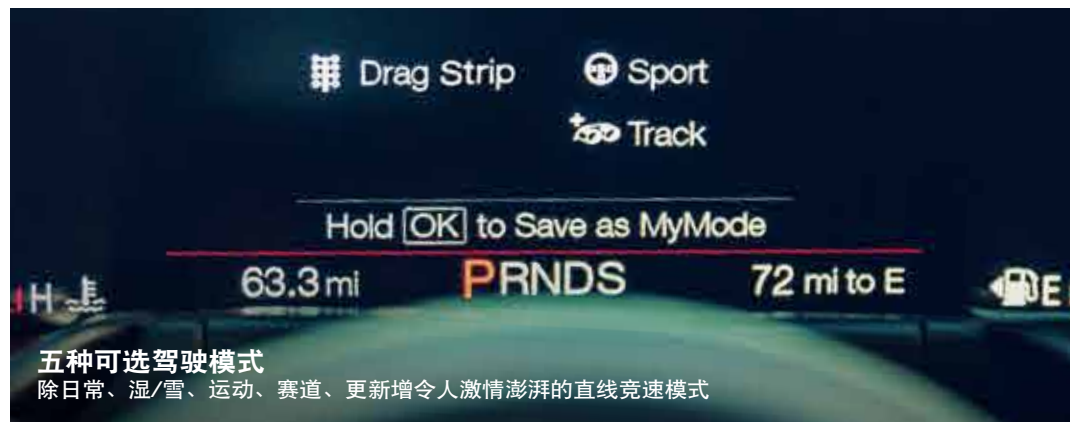 Drag Strip Sport
Track
Hold OK to Save as MyMode
63.3 mi PRNDS 72 mi to E
H E
五种可选驾驶模式
除日常、湿/雪、运动、赛道、更新增令人激情澎湃的直线竞速模式